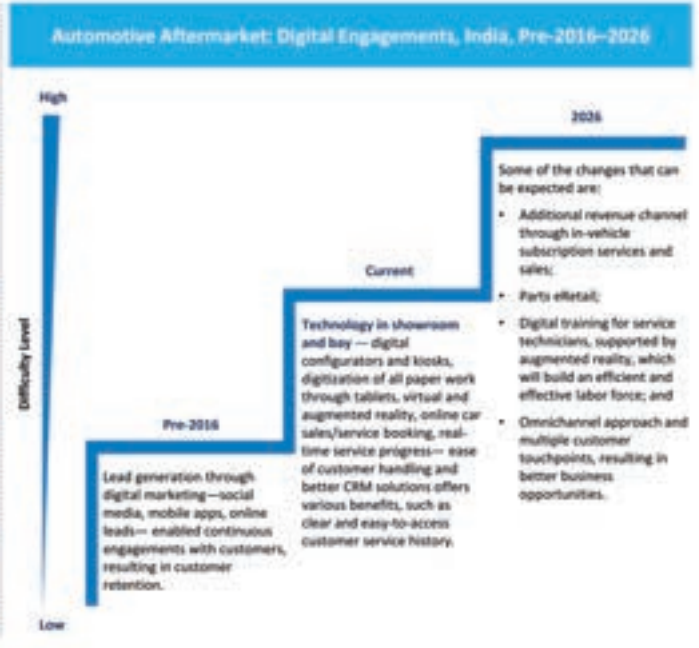 Automotive Aftermarket: Digital Engagements, India, Pre-2016–2026
High
Difficulty Level
Low
Pre-2016
Lead generation through
digital marketing—social
media, mobile apps, online
leads— enabled continuous
engagements with customers,
resulting in customer
retention.
Current
Technology in showroom
and bay — digital
configurators and kiosks,
digitization of all paper work
through tablets, virtual and
augmented reality, online car
sales/service booking, real-
time service progress— ease
of customer handling and
better CRM solutions offers
various benefits, such as
clear and easy-to-access
customer service history.
2026
Some of the changes that can
be expected are:
• Additional revenue channel
through in-vehicle
subscription services and
sales;
• Parts eRetail;
• Digital training for service
technicians, supported by
augmented reality, which
will build an efficient and
effective labor force; and
• Omnichannel approach and
multiple customer
touchpoints, resulting in
better business
opportunities.